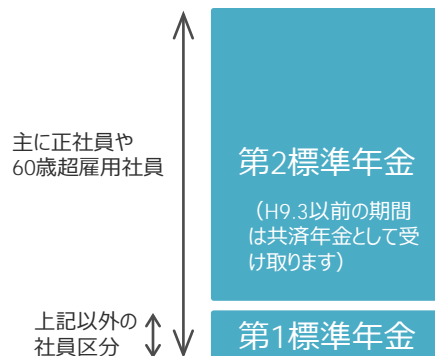 主に正社員や
60歳超雇用社員
第2標準年金
（H9.3以前の期間
は共済年金として受
け取ります）
上記以外の
社員区分
第1標準年金